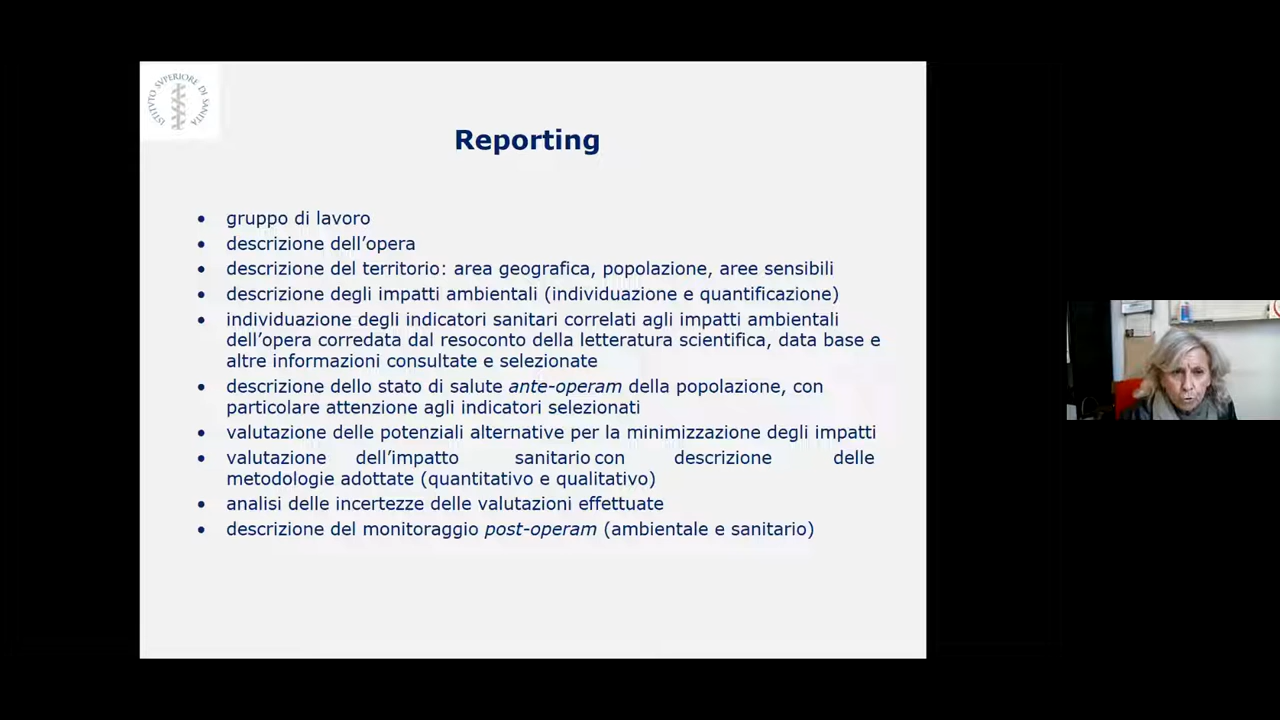 ISTITVTO SVPERIORE DI SANITÀ
Reporting
• gruppo di lavoro
• descrizione dell’opera
• descrizione del territorio: area geografica, popolazione, aree sensibili
• descrizione degli impatti ambientali (individuazione e quantificazione)
• individuazione degli indicatori sanitari correlati agli impatti ambientali
dell’opera corredata dal resoconto della letteratura scientifica, data base e
altre informazioni consultate e selezionate
• descrizione dello stato di salute ante-operam della popolazione, con
particolare attenzione agli indicatori selezionati
• valutazione delle potenziali alternative per la minimizzazione degli impatti
• valutazione dell’impatto sanitario con descrizione delle
metodologie adottate (quantitativo e qualitativo)
• analisi delle incertezze delle valutazioni effettuate
• descrizione del monitoraggio post-operam (ambientale e sanitario)